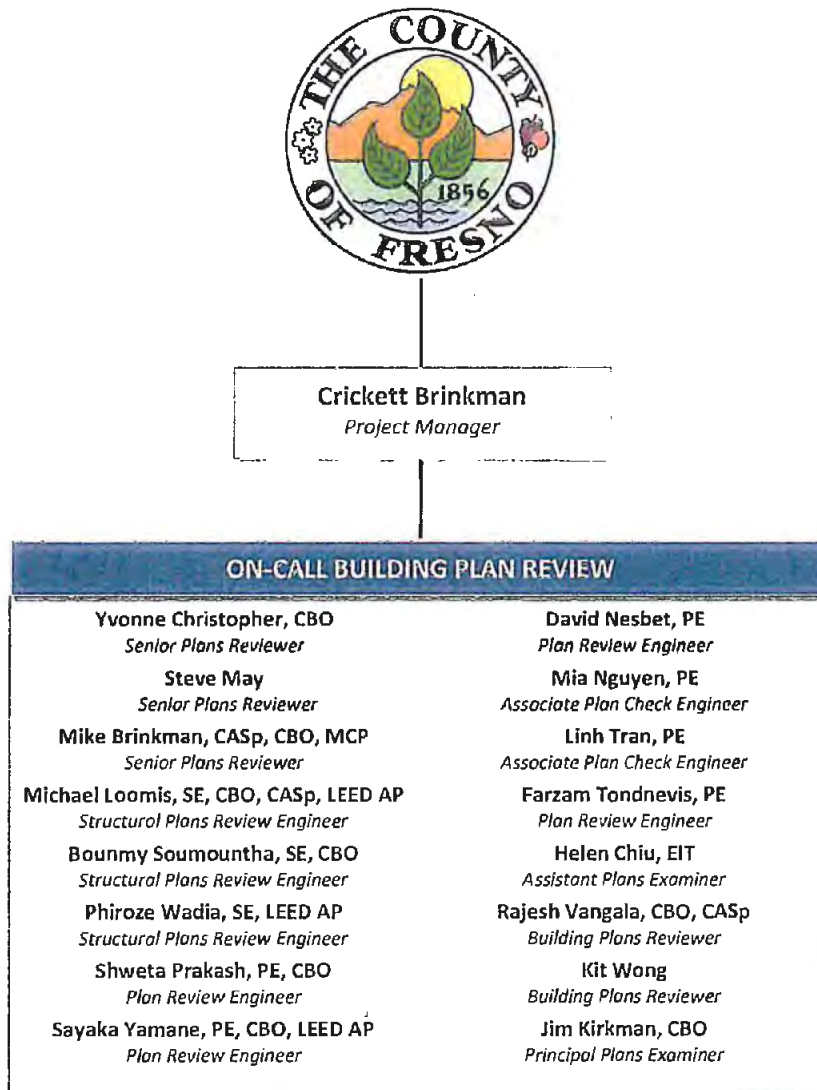 THE COUNTY
OF FRESNO
1856
Crickett Brinkman
Project Manager
ON-CALL BUILDING PLAN REVIEW
Yvonne Christopher, CBO
Senior Plans Reviewer
Steve May
Senior Plans Reviewer
Mike Brinkman, CASp, CBO, MCP
Senior Plans Reviewer
Michael Loomis, SE, CBO, CASp, LEED AP
Structural Plans Review Engineer
Bounmy Soumountha, SE, CBO
Structural Plans Review Engineer
Phiroze Wadia, SE, LEED AP
Structural Plans Review Engineer
Shweta Prakash, PE, CBO
Plan Review Engineer
Sayaka Yamane, PE, CBO, LEED AP
Plan Review Engineer
David Nesbet, PE
Plan Review Engineer
Mia Nguyen, PE
Associate Plan Check Engineer
Linh Tran, PE
Associate Plan Check Engineer
Farzam Tondnevis, PE
Plan Review Engineer
Helen Chiu, EIT
Assistant Plans Examiner
Rajesh Vangala, CBO, CASp
Building Plans Reviewer
Kit Wong
Building Plans Reviewer
Jim Kirkman, CBO
Principal Plans Examiner